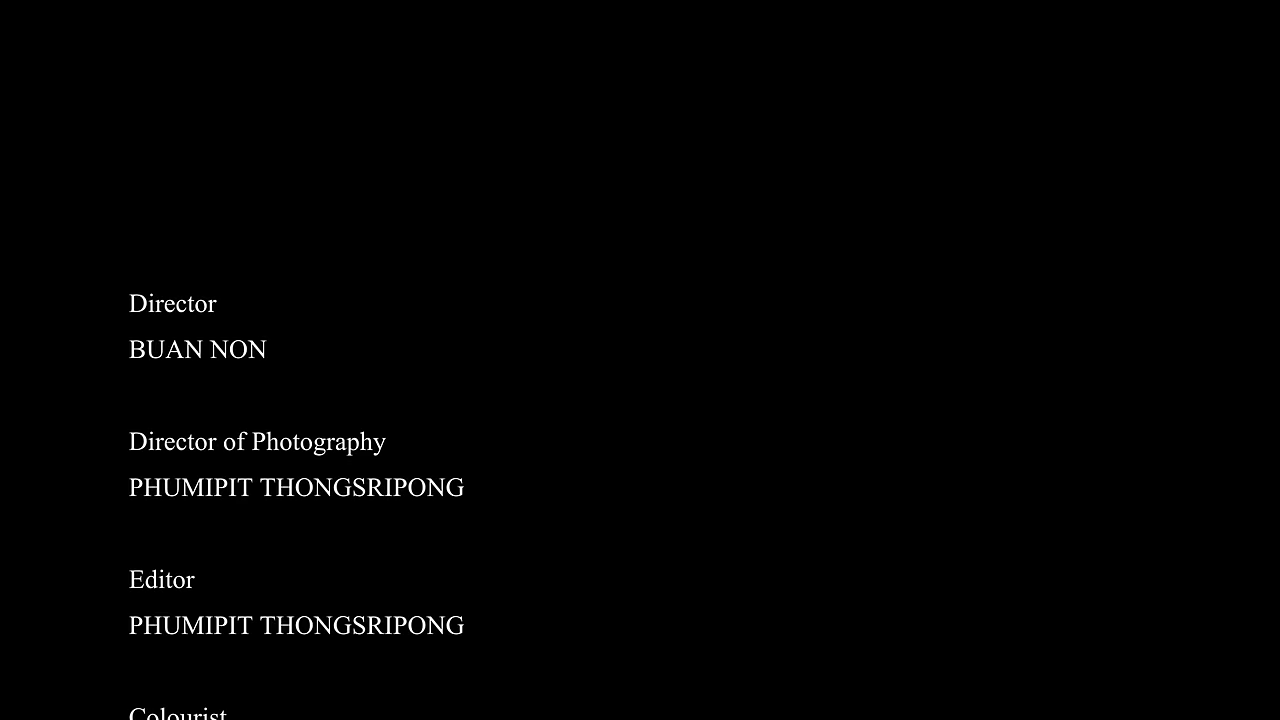 Director
BUAN NON
Director of Photography
PHUMIPIT THONGSRIPONG
Editor
PHUMIPIT THONGSRIPONG
Colourist